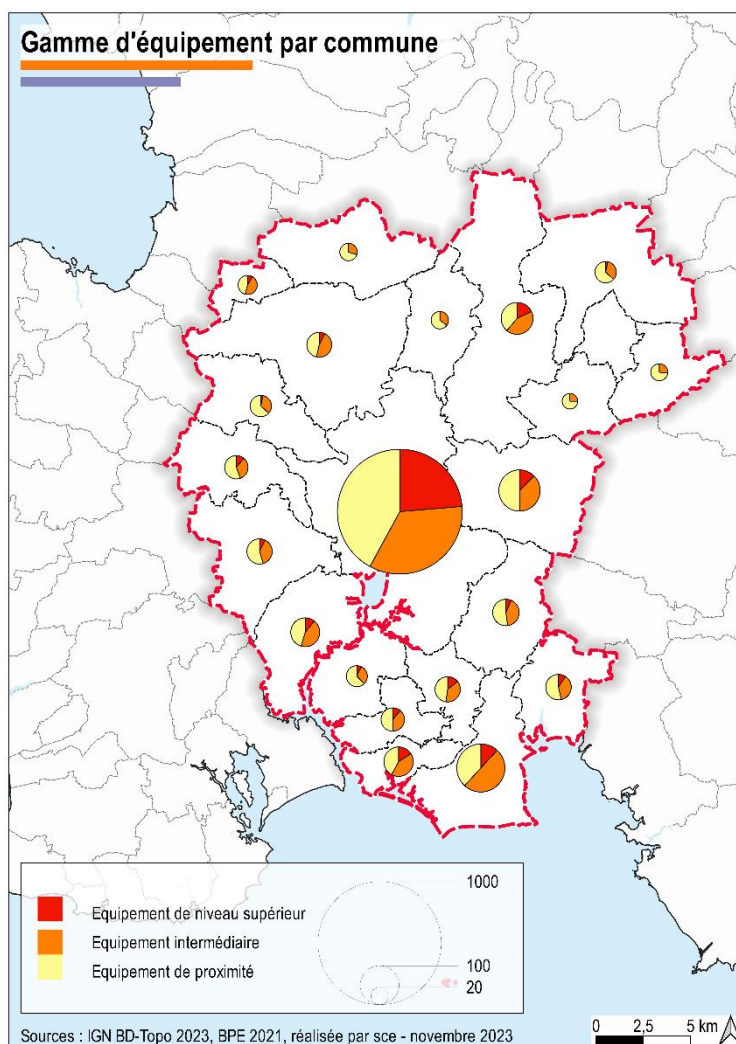 Gamme d'équipement par commune
1000
Equipement de niveau supérieur
Equipement intermédiaire
100
Equipement de proximité
20
0 2,5 5 km
Sources : IGN BD-Topo 2023, BPE 2021, réalisée par sce - novembre 2023